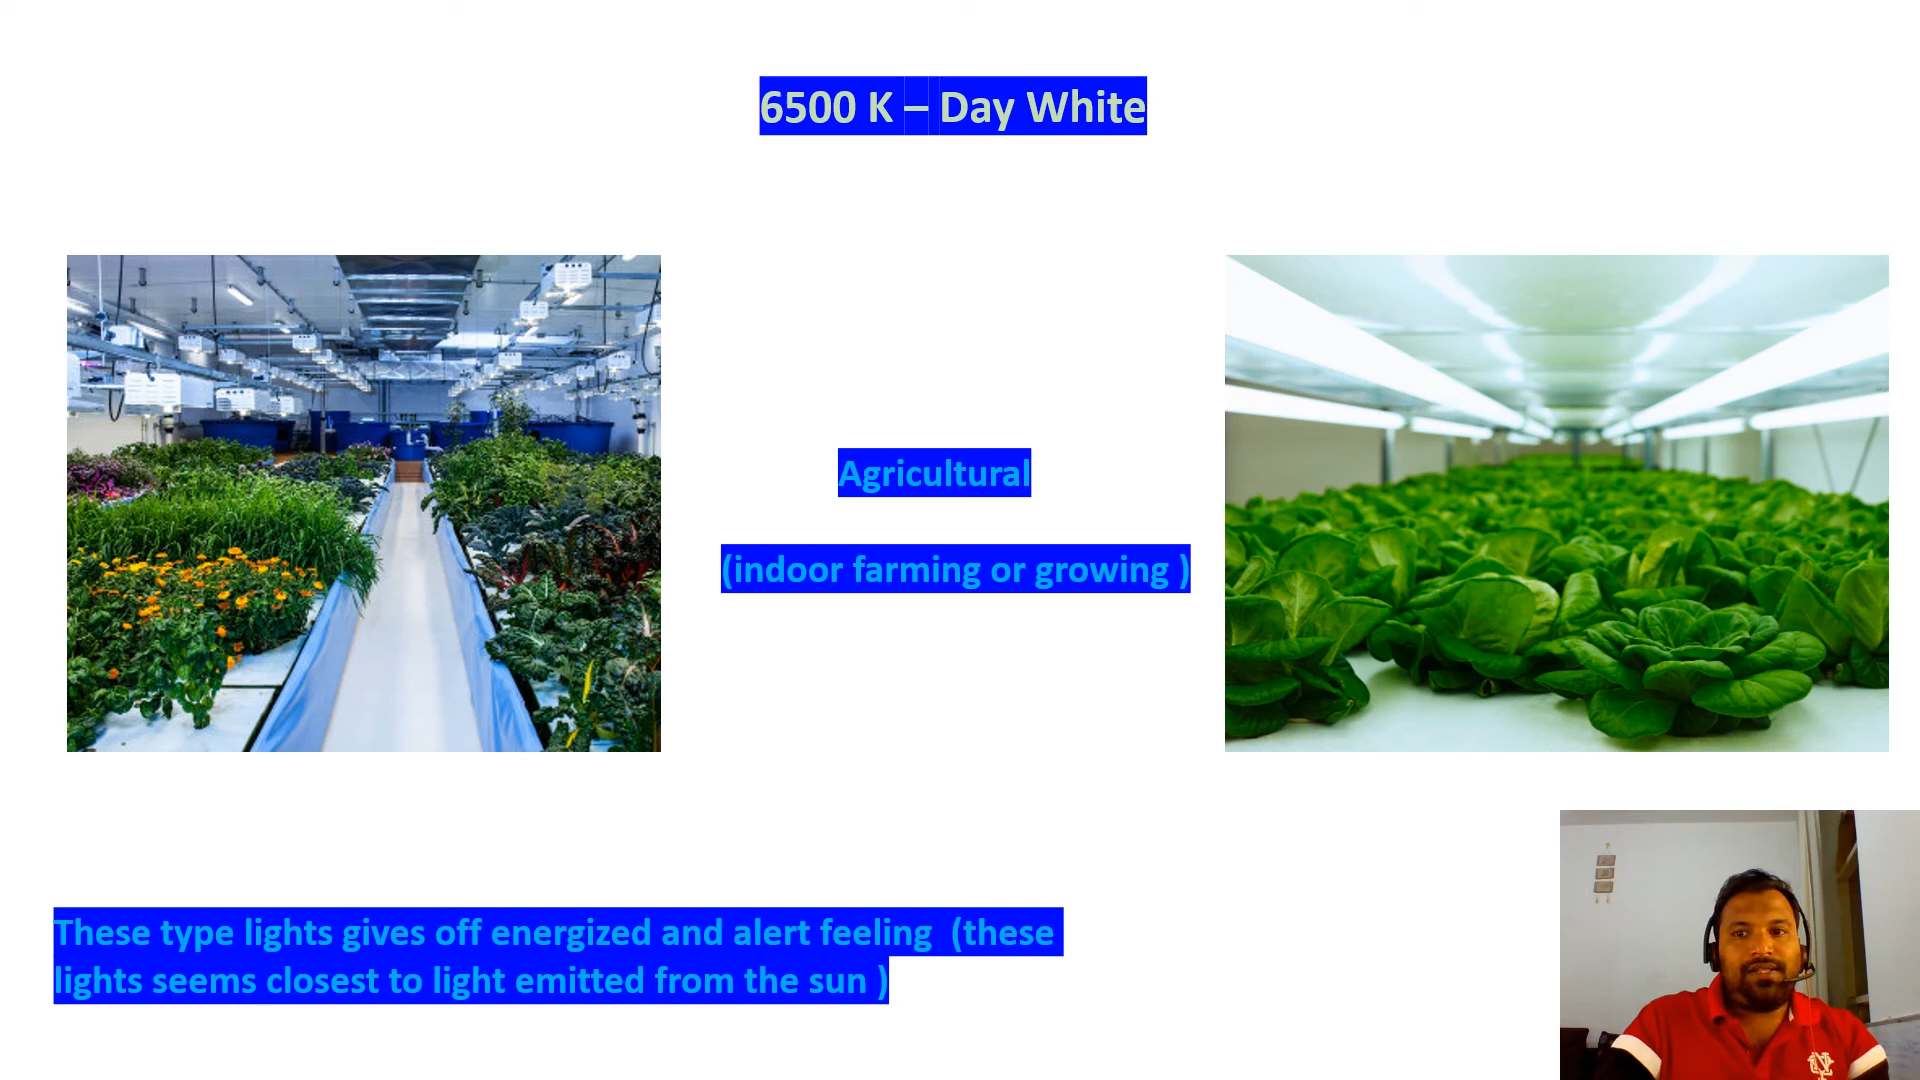 6500 K – Day White
Agricultural
(indoor farming or growing )
These type lights gives off energized and alert feeling  (these
lights seems closest to light emitted from the sun )